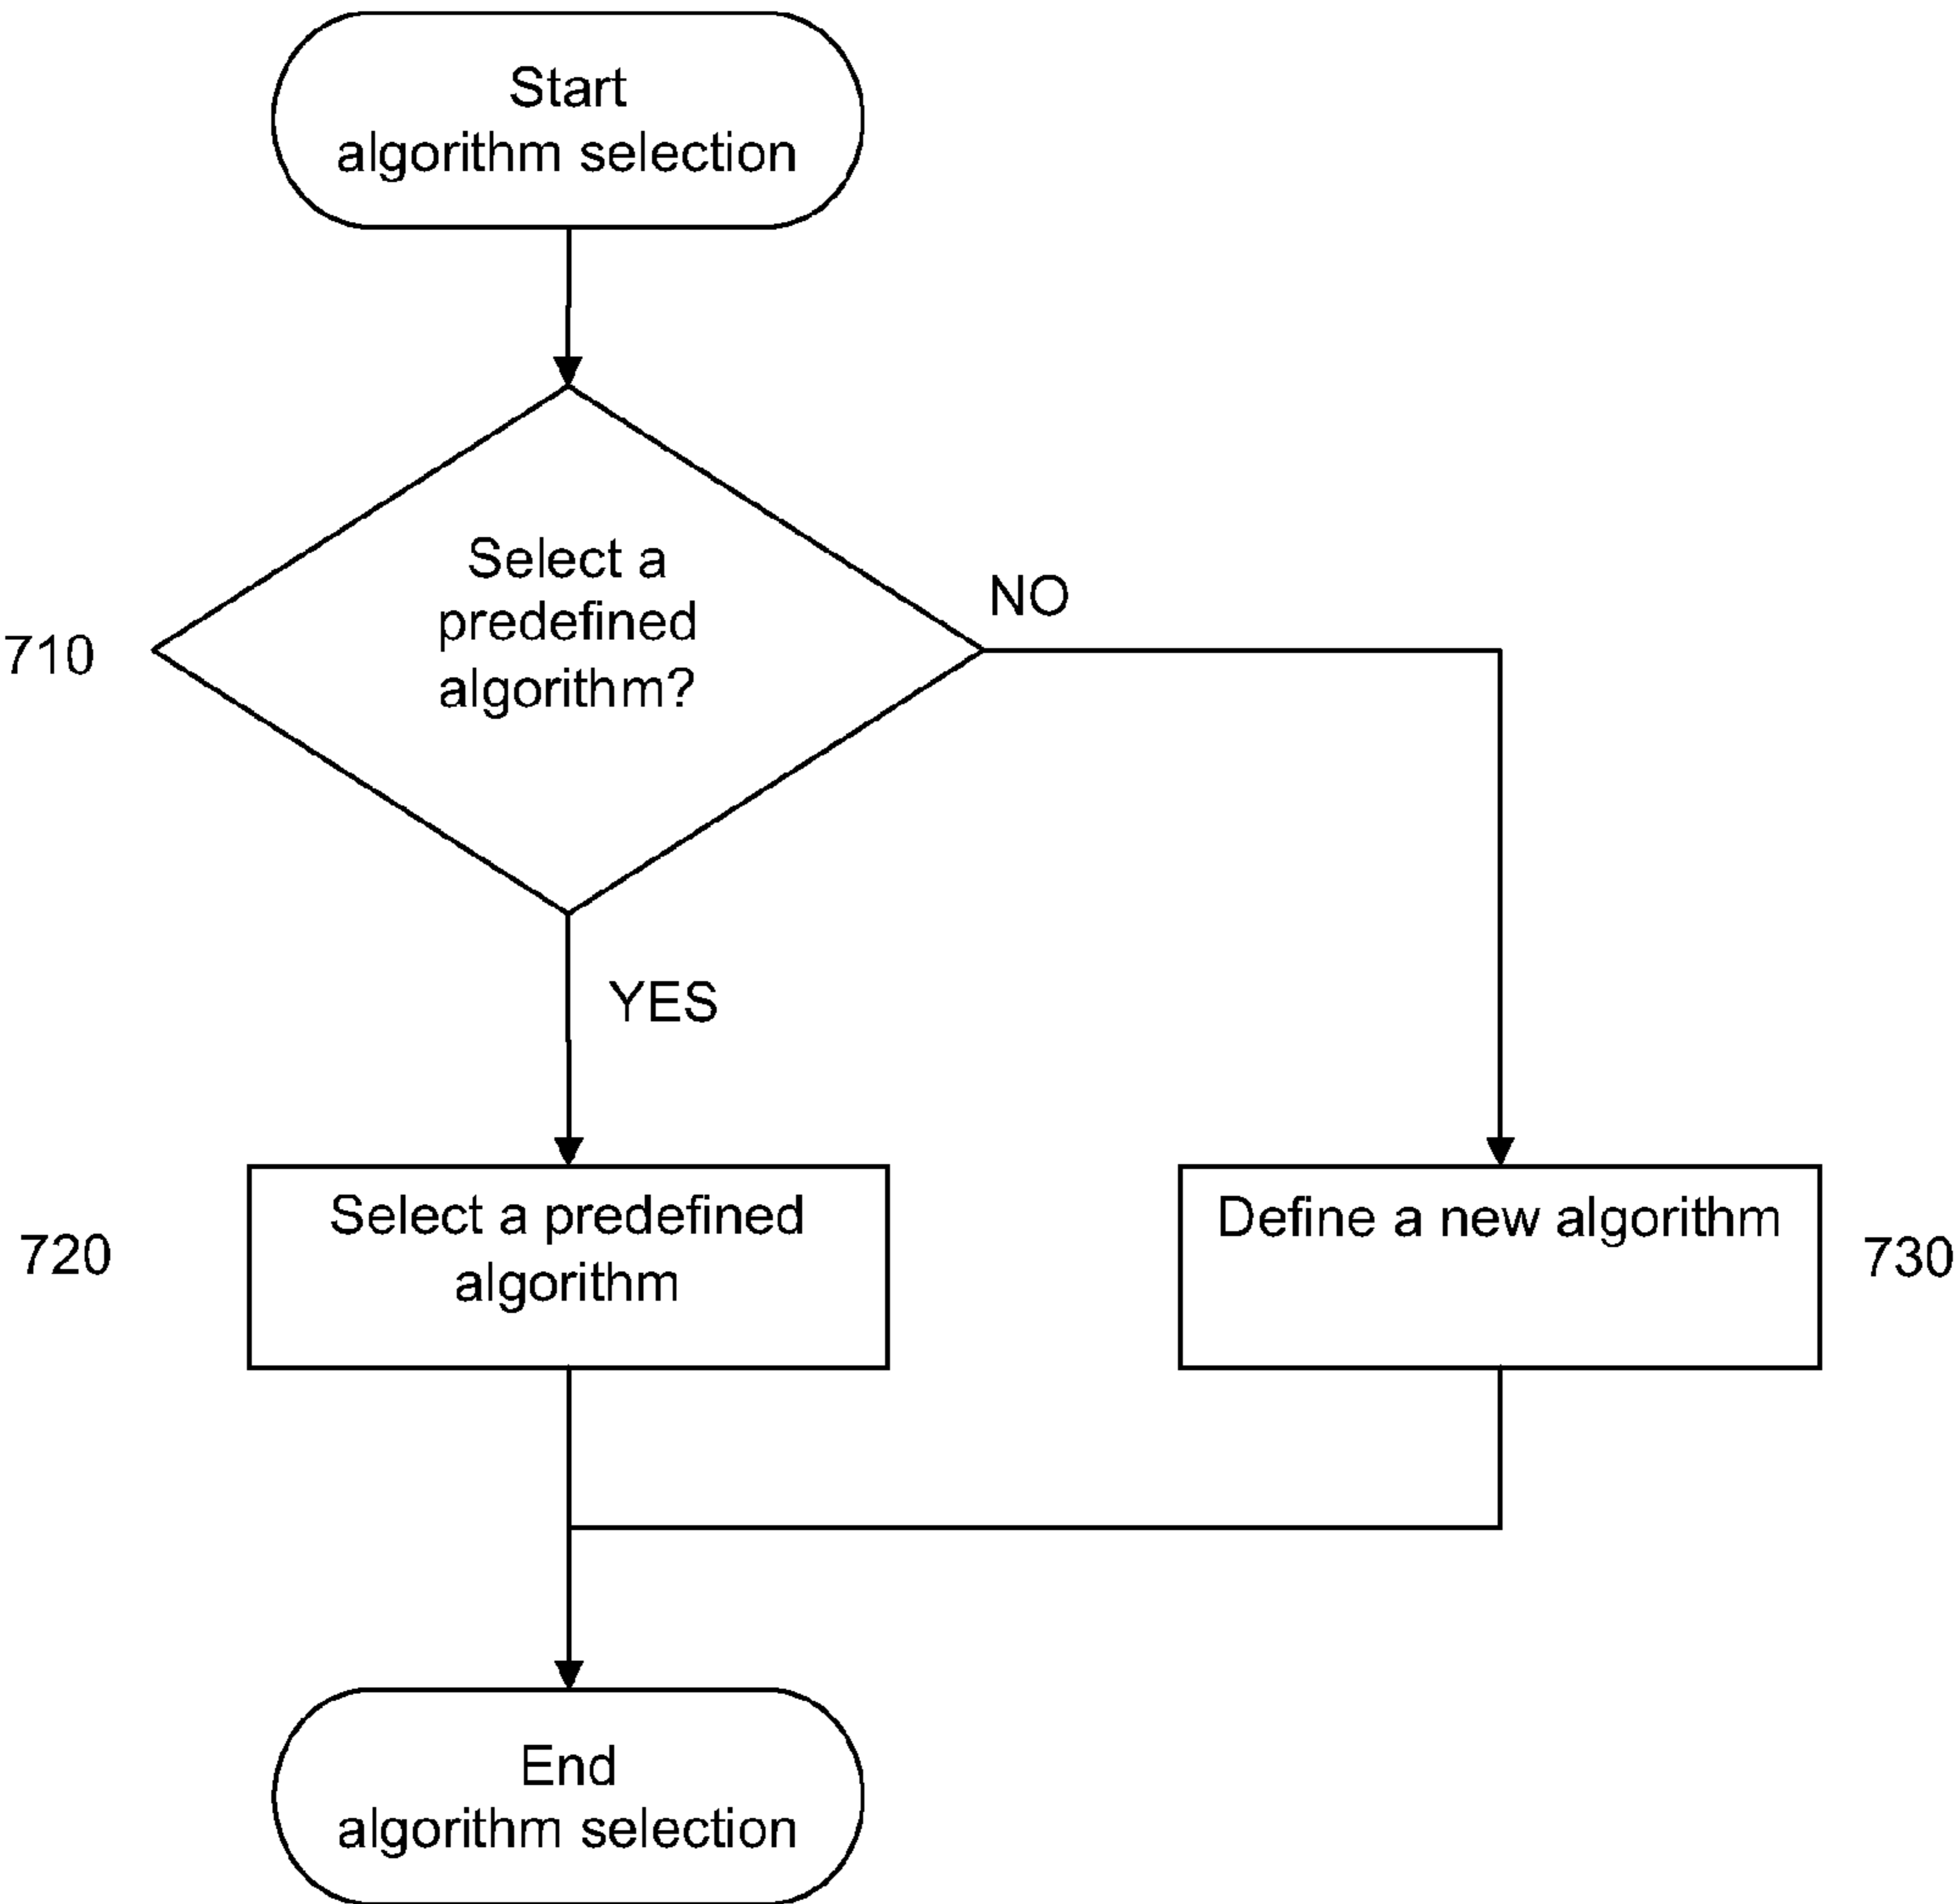 Start
algorithm selection
Select a
predefined
algorithm?
NO
710
YES
Select a predefined
algorithm
720
Define a new algorithm
730
End
algorithm selection